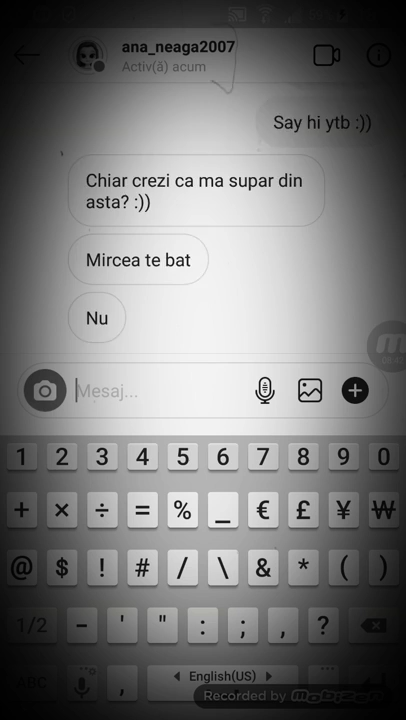 ana_neaga2007
Activ(ă) acum
Say hi ytb :))
Chiar crezi ca ma supar din
asta? :))
Mircea te bat
Nu
Mesaj...
1 2 3 4 5 6 7 8 9 0
+ × ÷ = % _ € £ ¥ ₩
@ $ ! # / \ & * ( )
1/2 - ' " : ; , ?
ABC , English(US)
Recorded by mobizen